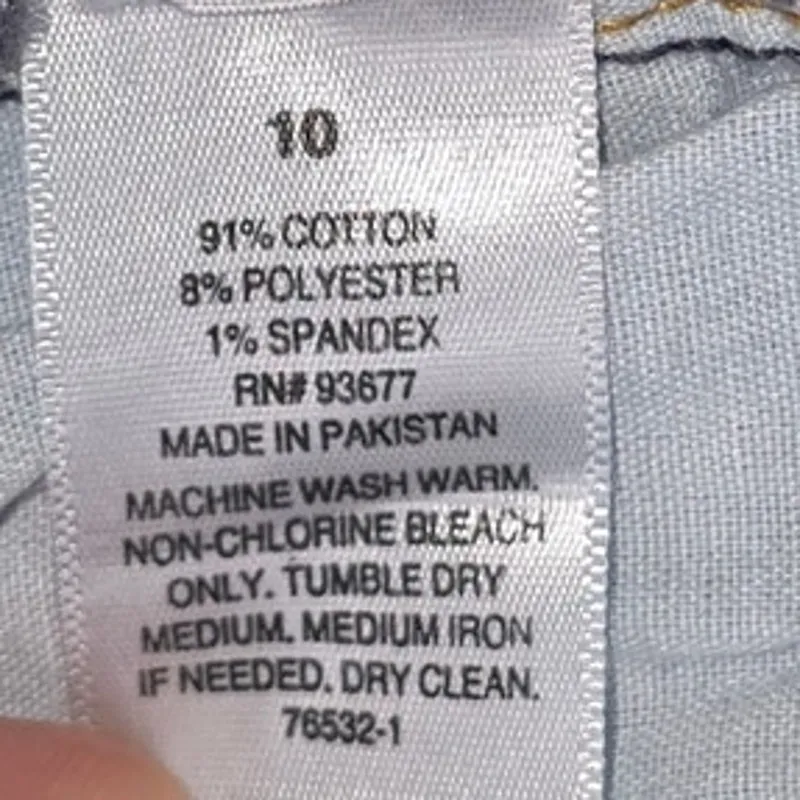 10
91% COTTON
8% POLYESTER
1% SPANDEX
RN# 93677
MADE IN PAKISTAN
MACHINE WASH WARM.
NON-CHLORINE BLEACH
ONLY. TUMBLE DRY
MEDIUM. MEDIUM IRON
IF NEEDED. DRY CLEAN.
76532-1